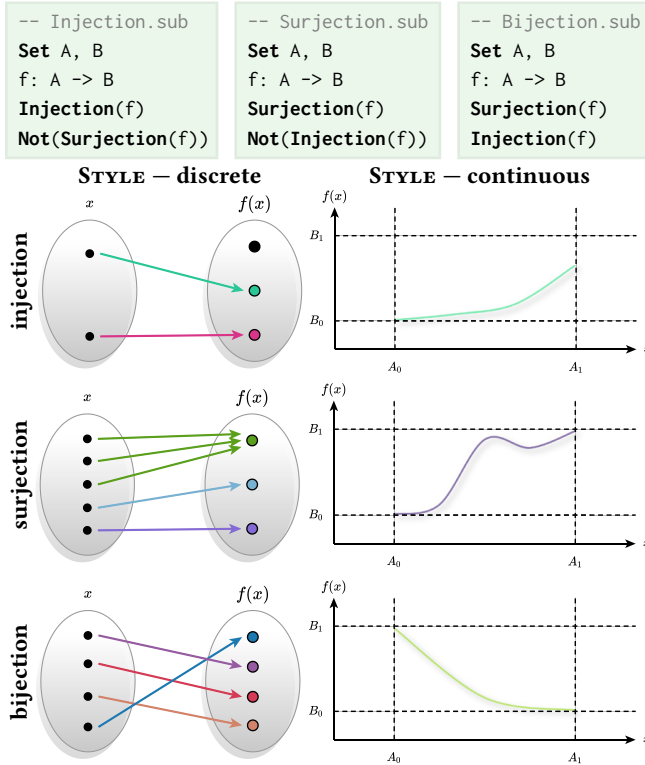 -- Injection.sub
Set A, B
f: A -> B
Injection(f)
Not(Surjection(f))
-- Surjection.sub
Set A, B
f: A -> B
Surjection(f)
Not(Injection(f))
-- Bijection.sub
Set A, B
f: A -> B
Surjection(f)
Injection(f)
STYLE — discrete
STYLE — continuous
injection
x
f(x)
f(x)
B₁
B₀
A₀
A₁
surjection
x
f(x)
f(x)
B₁
B₀
A₀
A₁
bijection
x
f(x)
f(x)
B₁
B₀
A₀
A₁